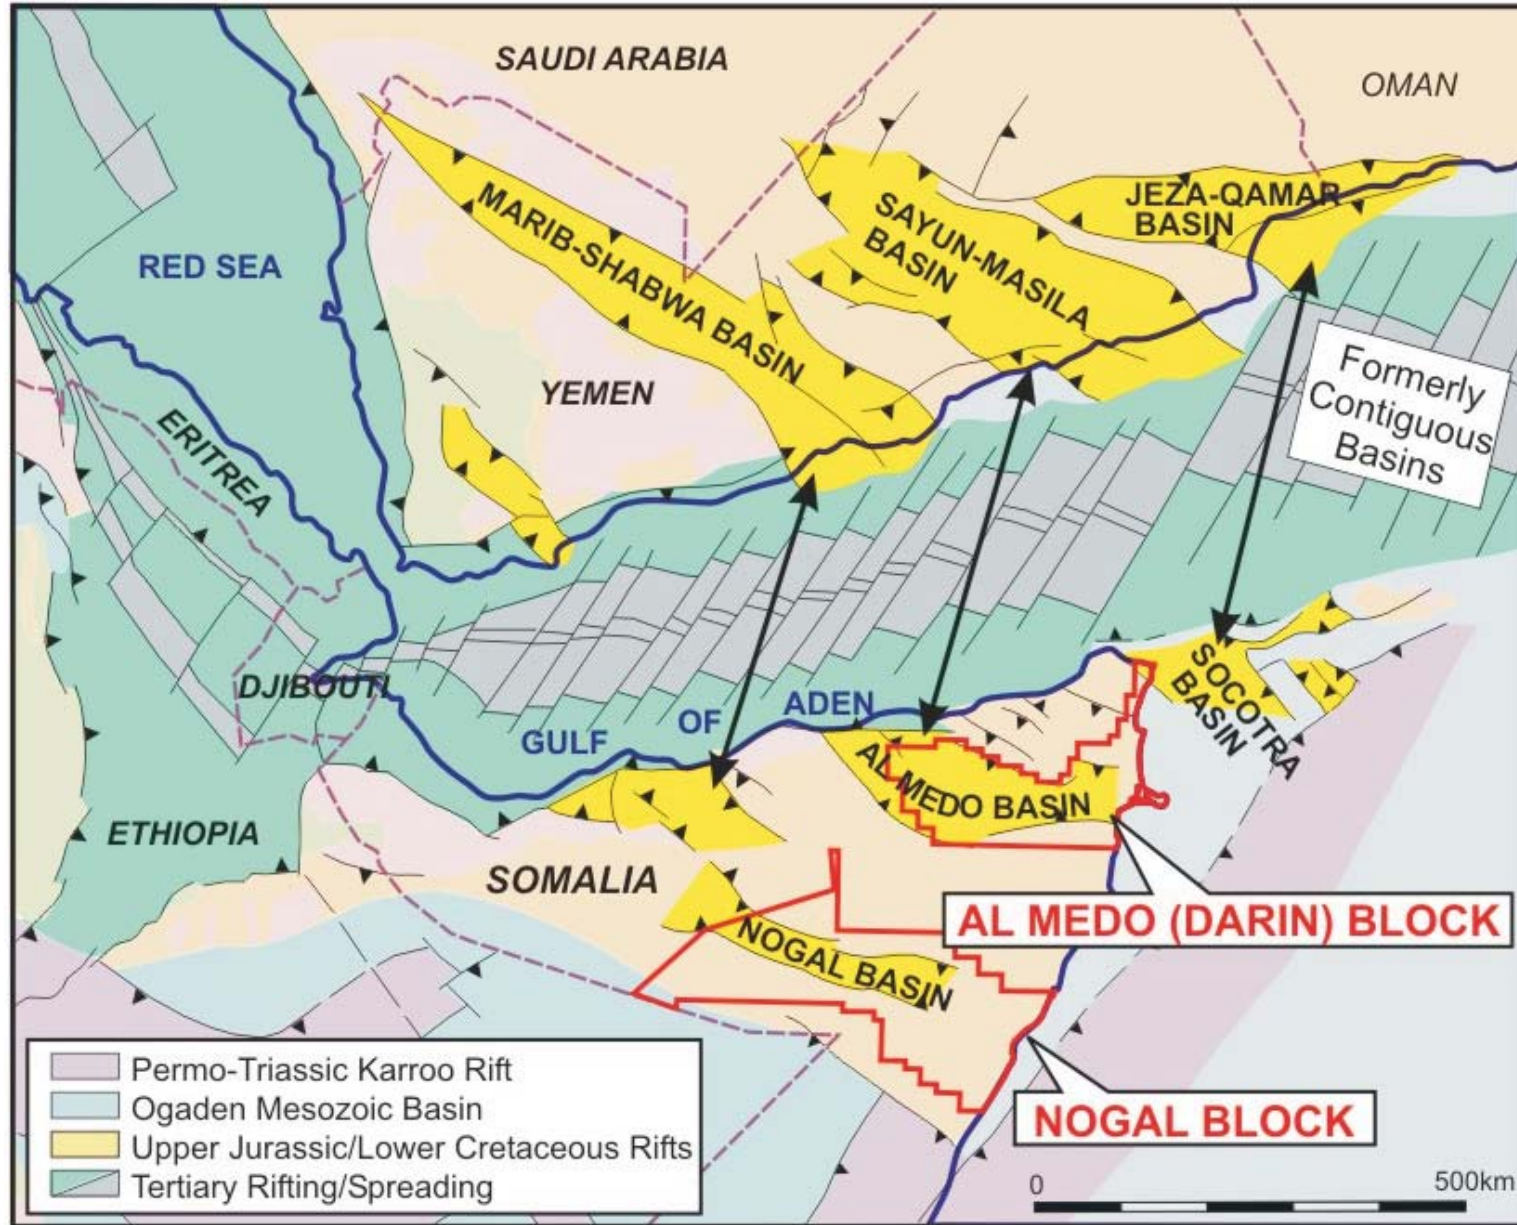 SAUDI ARABIA
OMAN
RED SEA
MARIB-SHABWA BASIN
SAYUN-MASILA
BASIN
JEZA-QAMAR
BASIN
YEMEN
ERITREA
Formerly
Contiguous
Basins
DJIBOUTI
GULF OF ADEN
SOCOTRA
BASIN
AL MEDO BASIN
ETHIOPIA
SOMALIA
AL MEDO (DARIN) BLOCK
NOGAL BASIN
NOGAL BLOCK
Permo-Triassic Karroo Rift
Ogaden Mesozoic Basin
Upper Jurassic/Lower Cretaceous Rifts
Tertiary Rifting/Spreading
0 500km